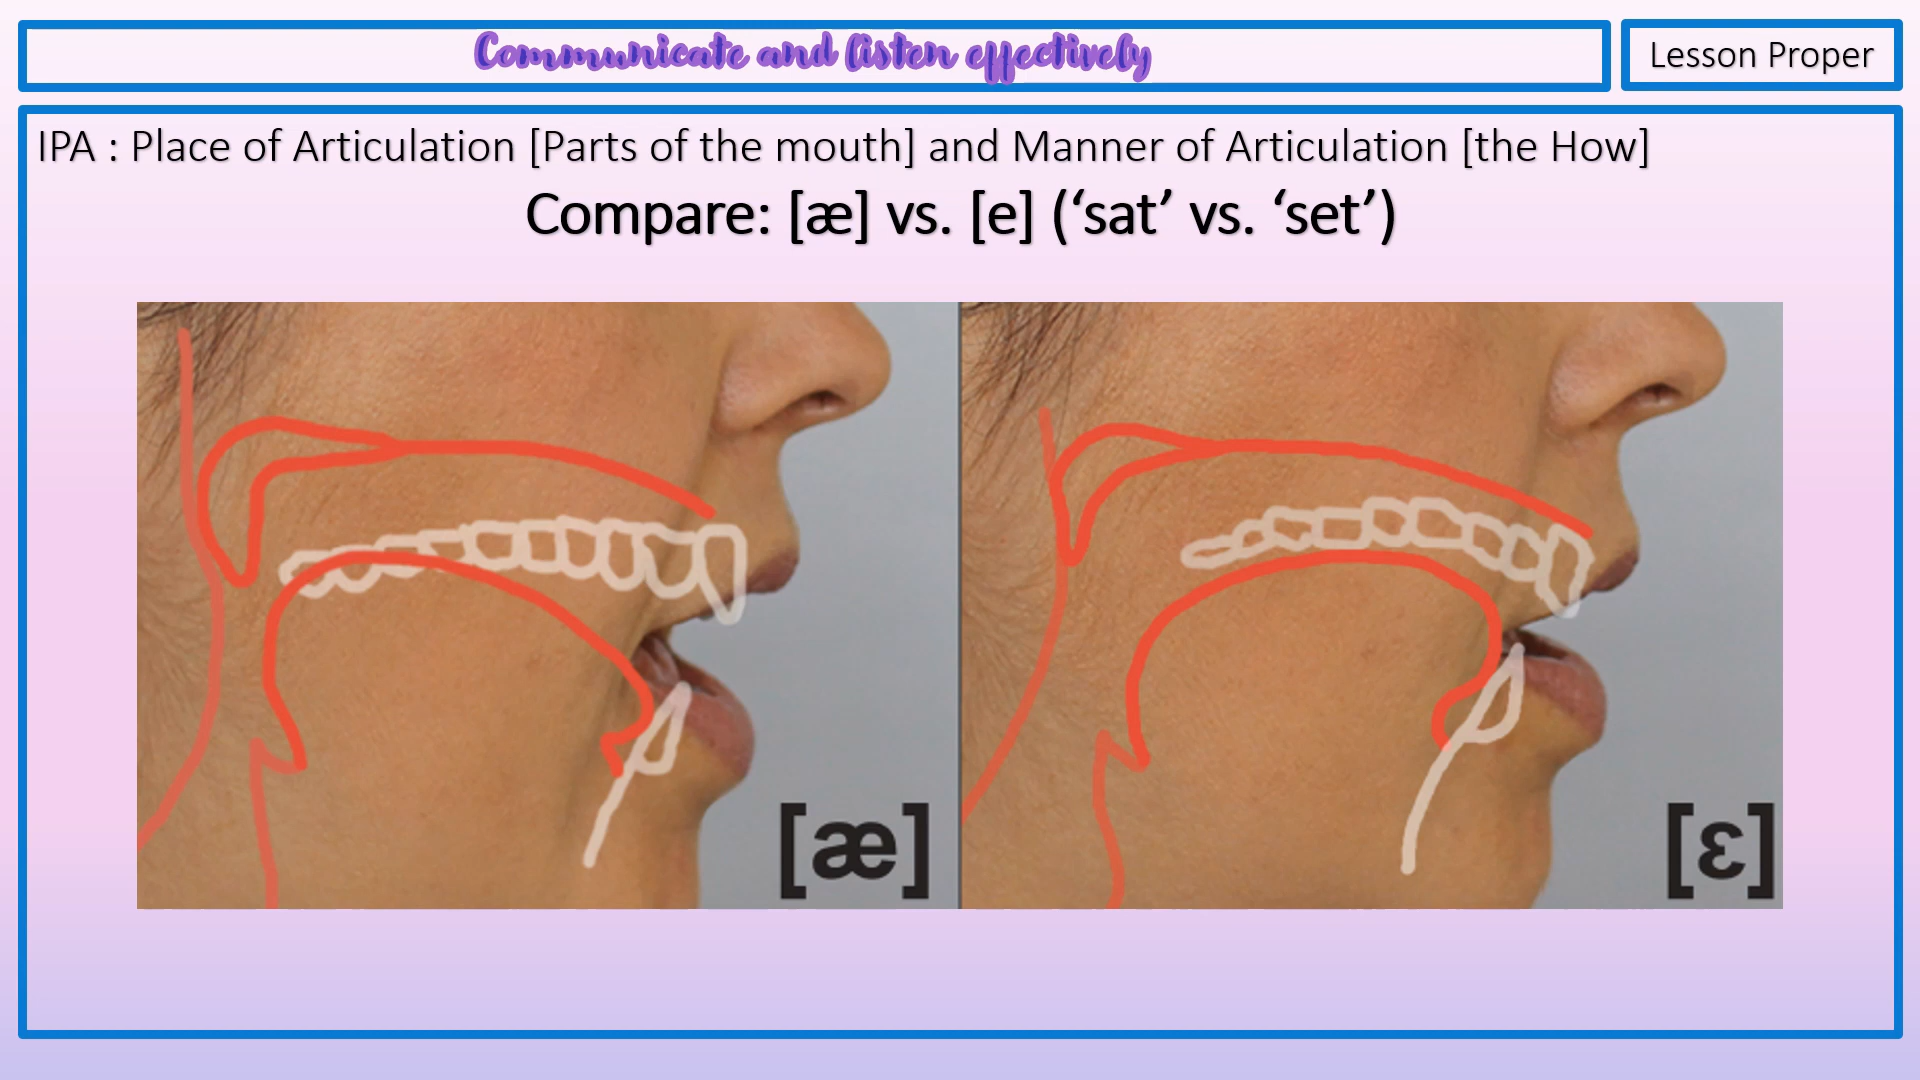 Communicate and listen effectively
Lesson Proper
IPA : Place of Articulation [Parts of the mouth] and Manner of Articulation [the How]
Compare: [æ] vs. [e] (‘sat’ vs. ‘set’)
[æ]
[ɛ]